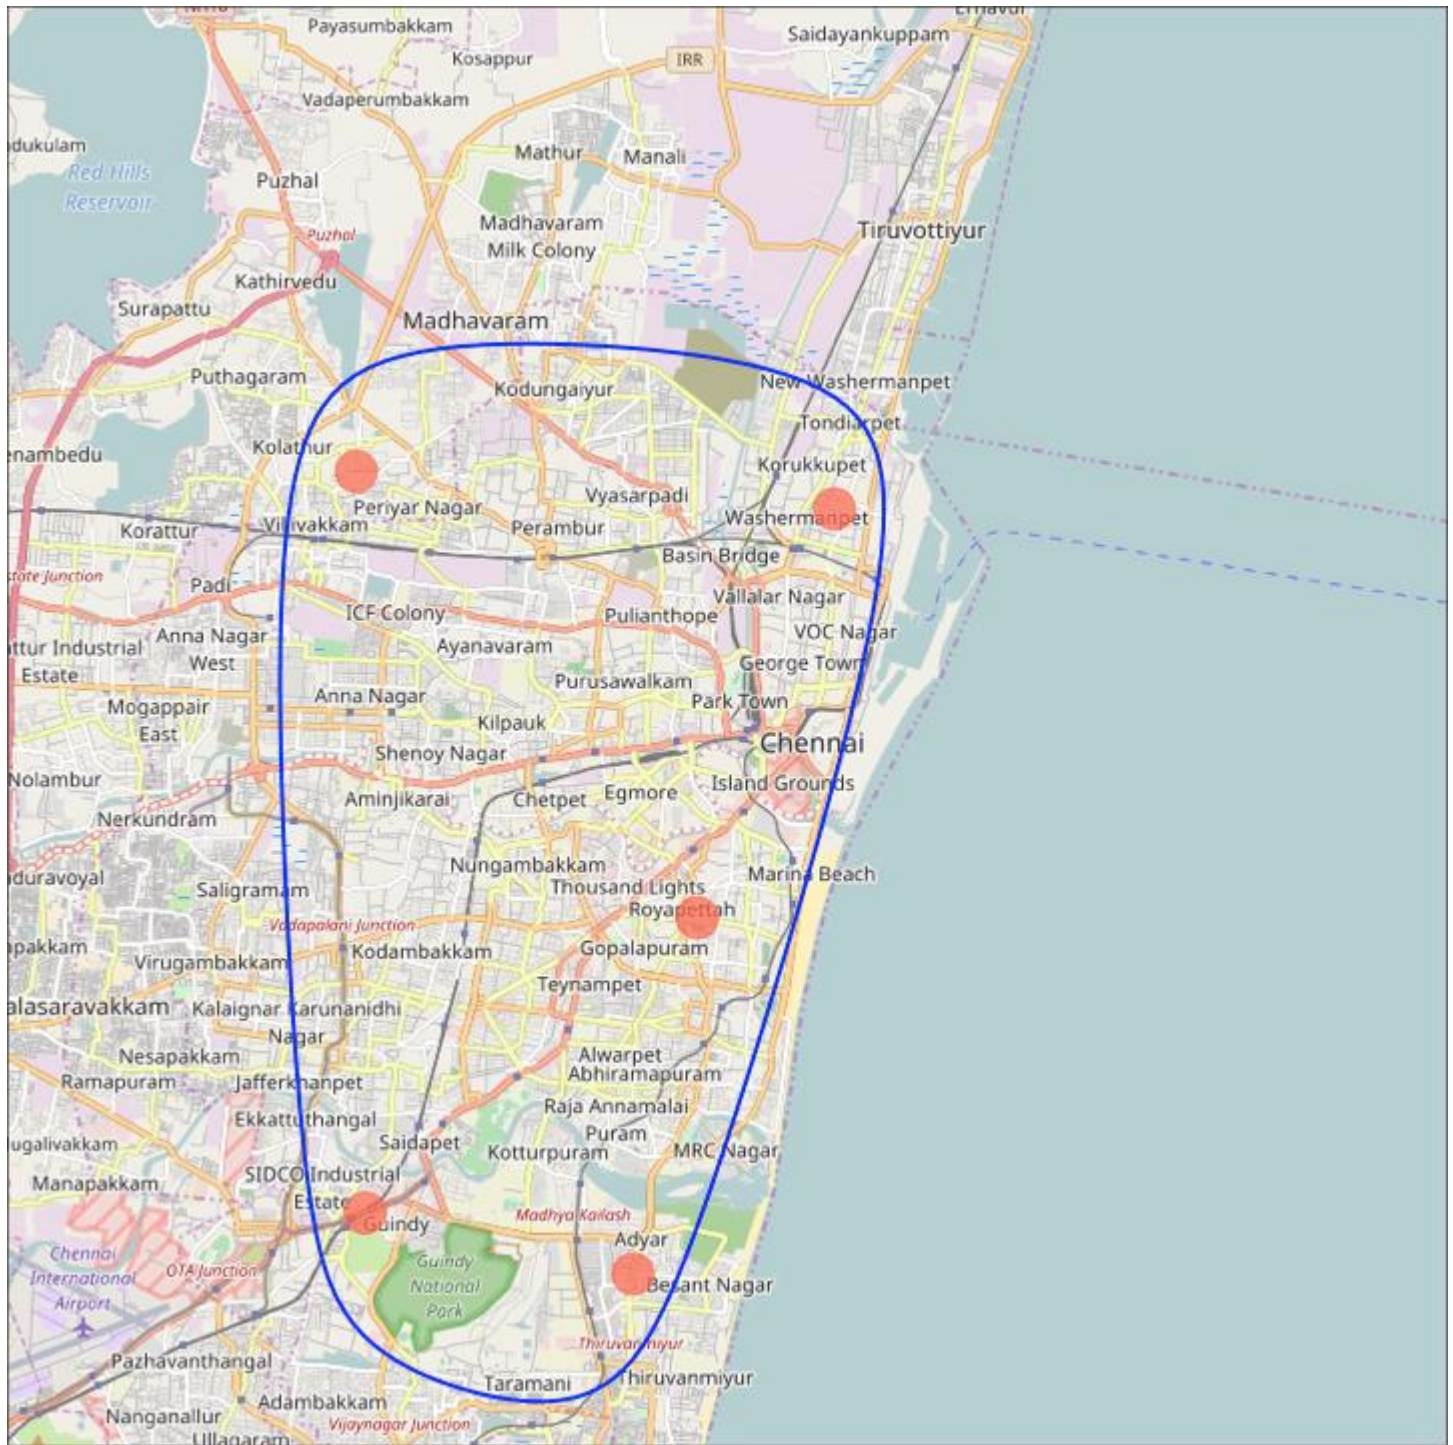 Payasumbakkam
Saidayankuppam
Kosappur
IRR
Vadaperumbakkam
Mathur
Manali
Red Hills
Reservoir
Puzhal
Madhavaram
Milk Colony
Puzhal
Tiruvottiyur
Kathirvedu
Surapattu
Madhavaram
Puthagaram
Kodungaiyur
New Washermanpet
Tondiarpet
Kolathur
enambedu
Korukkupet
Vyasarpadi
Periyar Nagar
Washermanpet
Korattur
Villivakkam
Perambur
Basin Bridge
state Junction
Padi
Vallalar Nagar
ICF Colony
Pulianthope
VOC Nagar
Anna Nagar
West
ttur Industrial
Estate
Ayanavaram
George Town
Purusawalkam
Anna Nagar
Park Town
Mogappair
East
Kilpauk
Chennai
Shenoy Nagar
Nolambur
Island Grounds
Aminjikarai
Chetpet
Egmore
Nerkundram
Nungambakkam
Marina Beach
duravoyal
Saligramam
Thousand Lights
Royapettah
Vadapalani Junction
apakkam
Virugambakkam
Kodambakkam
Gopalapuram
Teynampet
alasaravakkam
Kalaignar Karunanidhi
Nagar
Nesapakkam
Alwarpet
Abhiramapuram
Ramapuram
Jafferkhanpet
Raja Annamalai
Puram
Ekkattuthangal
lugalivakkam
Saidapet
Kotturpuram
MRC Nagar
SIDCO Industrial
Estate
Manapakkam
Guindy
Madhya Kailash
Adyar
Chennai
International
Airport
OTA Junction
Guindy
National
Park
Besant Nagar
Thiruvanmiyur
Pazhavanthangal
Taramani
Thiruvanmiyur
Adambakkam
Nanganallur
Vijaynagar Junction
Ullagaram